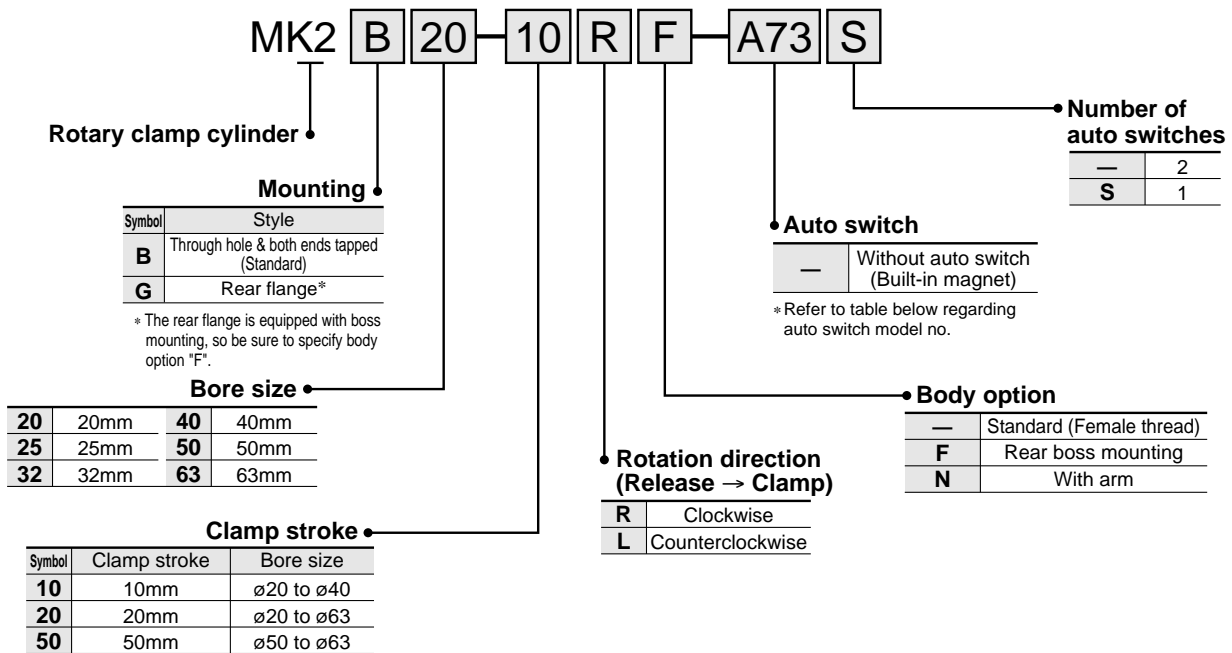 MK2 B 20 — 10 R F — A73 S
Rotary clamp cylinder
Mounting
Symbol Style
B Through hole & both ends tapped
(Standard)
G Rear flange*
* The rear flange is equipped with boss
mounting, so be sure to specify body
option "F".
Bore size
20 20mm 40 40mm
25 25mm 50 50mm
32 32mm 63 63mm
Clamp stroke
Symbol Clamp stroke Bore size
10 10mm ø20 to ø40
20 20mm ø20 to ø63
50 50mm ø50 to ø63
Rotation direction
(Release → Clamp)
R Clockwise
L Counterclockwise
Body option
— Standard (Female thread)
F Rear boss mounting
N With arm
Auto switch
— Without auto switch
(Built-in magnet)
* Refer to table below regarding
auto switch model no.
Number of
auto switches
— 2
S 1